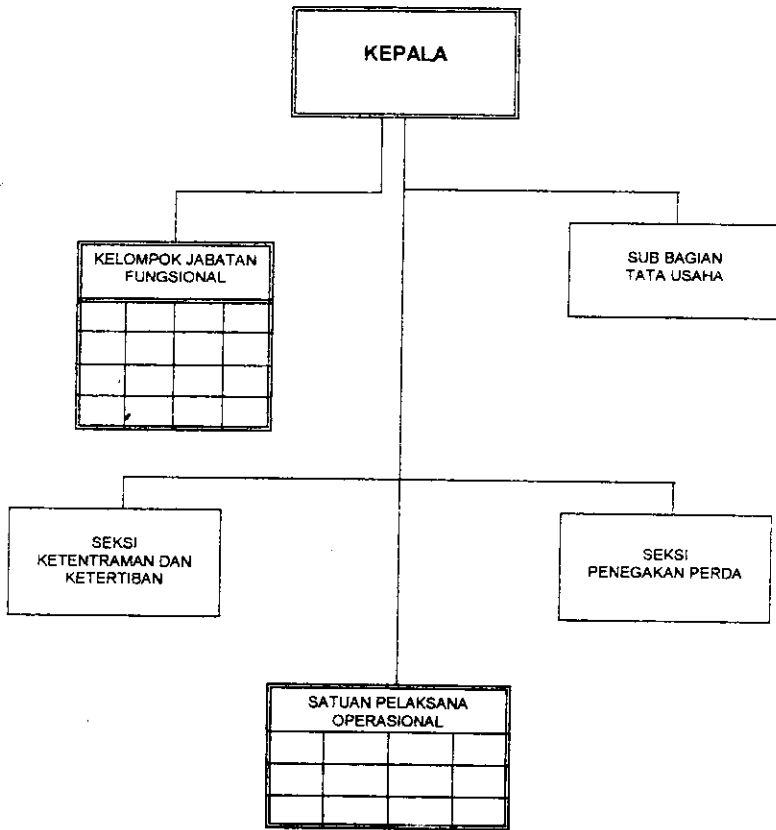 KEPALA
KELOMPOK JABATAN
FUNGSIONAL
SUB BAGIAN
TATA USAHA
SEKSI
KETENTRAMAN DAN
KETERTIBAN
SEKSI
PENEGAKAN PERDA
SATUAN PELAKSANA
OPERASIONAL